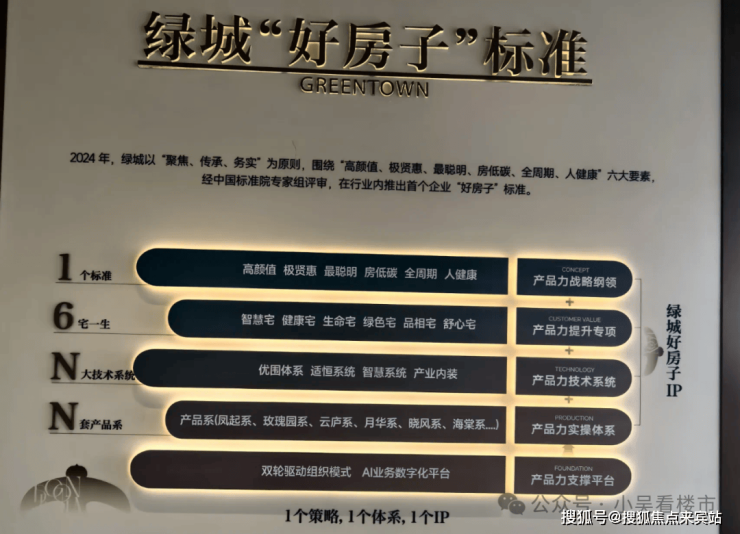 绿城“好房子”标准
GREENTOWN
2024年，绿城以“聚焦、传承、务实”为原则，围绕“高颜值、极贤惠、最聪明、房低碳、全周期、人健康”六大要素，
经中国标准院专家组评审，在行业内推出首个企业“好房子”标准。
1个标准
高颜值 极贤惠 最聪明 房低碳 全周期 人健康
CONCEPT
产品力战略纲领
+
6宅一生
智慧宅 健康宅 生命宅 绿色宅 品相宅 舒心宅
CUSTOMER VALUE
产品力提升专项
+
N大技术系统
优围体系 适恒系统 智慧系统 产业内装
TECHNOLOGY
产品力技术系统
+
N套产品系
产品系(凤起系、玫瑰园系、云庐系、月华系、晓风系、海棠系....)
PRODUCTION
产品力实操体系
+
双轮驱动组织模式 AI业务数字化平台
FOUNDATION
产品力支撑平台
绿城好房子IP
1个策略, 1个体系, 1个IP
公众号·小吴看楼市
搜狐号@搜狐焦点来宾站